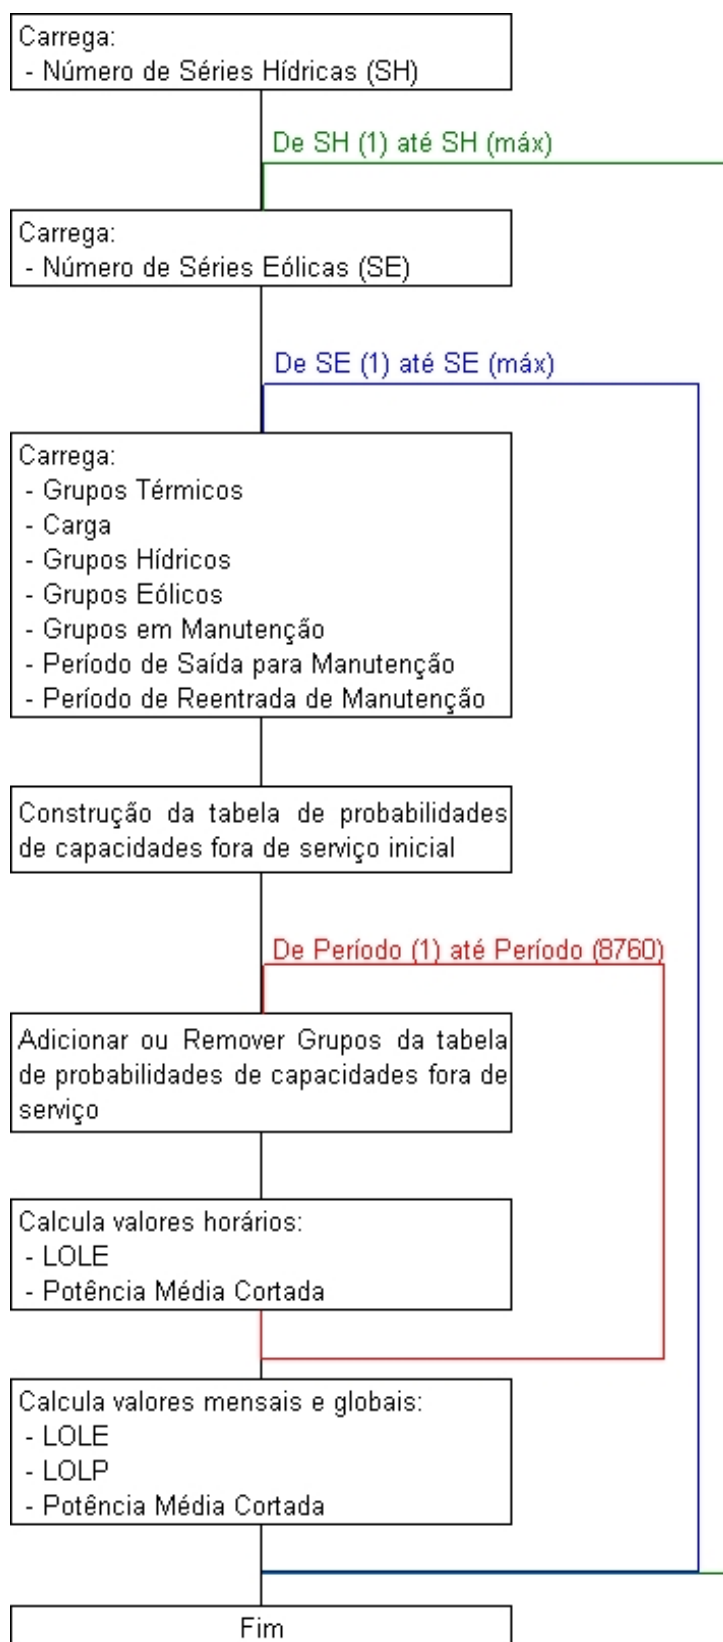 Carrega:
- Número de Séries Hídricas (SH)
De SH (1) até SH (máx)
Carrega:
- Número de Séries Eólicas (SE)
De SE (1) até SE (máx)
Carrega:
- Grupos Térmicos
- Carga
- Grupos Hídricos
- Grupos Eólicos
- Grupos em Manutenção
- Período de Saída para Manutenção
- Período de Reentrada de Manutenção
Construção da tabela de probabilidades
de capacidades fora de serviço inicial
De Período (1) até Período (8760)
Adicionar ou Remover Grupos da tabela
de probabilidades de capacidades fora de
serviço
Calcula valores horários:
- LOLE
- Potência Média Cortada
Calcula valores mensais e globais:
- LOLE
- LOLP
- Potência Média Cortada
Fim